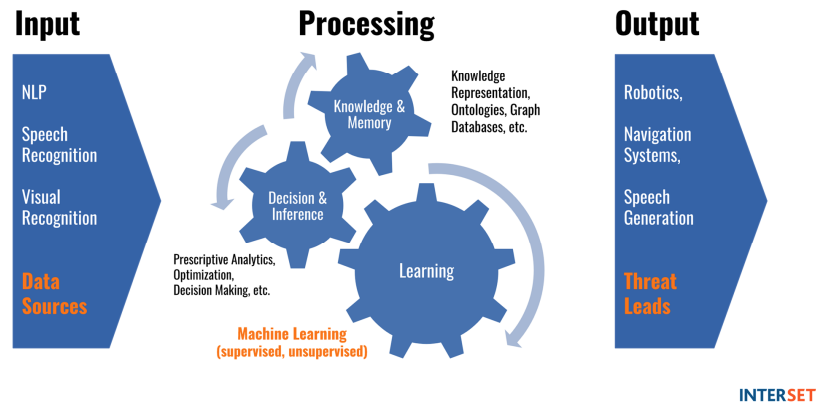 Input
NLP
Speech
Recognition
Visual
Recognition
Data
Sources
Processing
Knowledge &
Memory
Knowledge
Representation,
Ontologies, Graph
Databases, etc.
Decision &
Inference
Prescriptive Analytics,
Optimization,
Decision Making, etc.
Learning
Machine Learning
(supervised, unsupervised)
Output
Robotics,
Navigation
Systems,
Speech
Generation
Threat
Leads
INTERSET